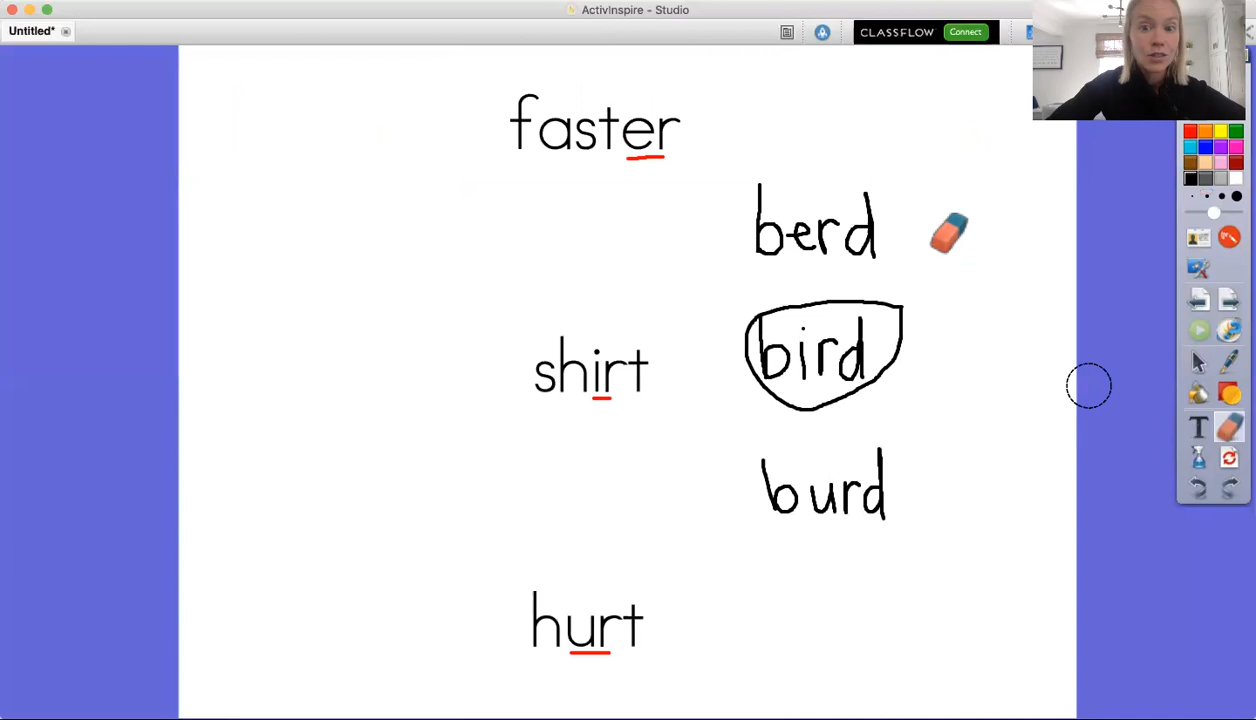 ActivInspire - Studio
Untitled*
CLASSFLOW Connect
faster
berd
shirt
bird
burd
hurt
T